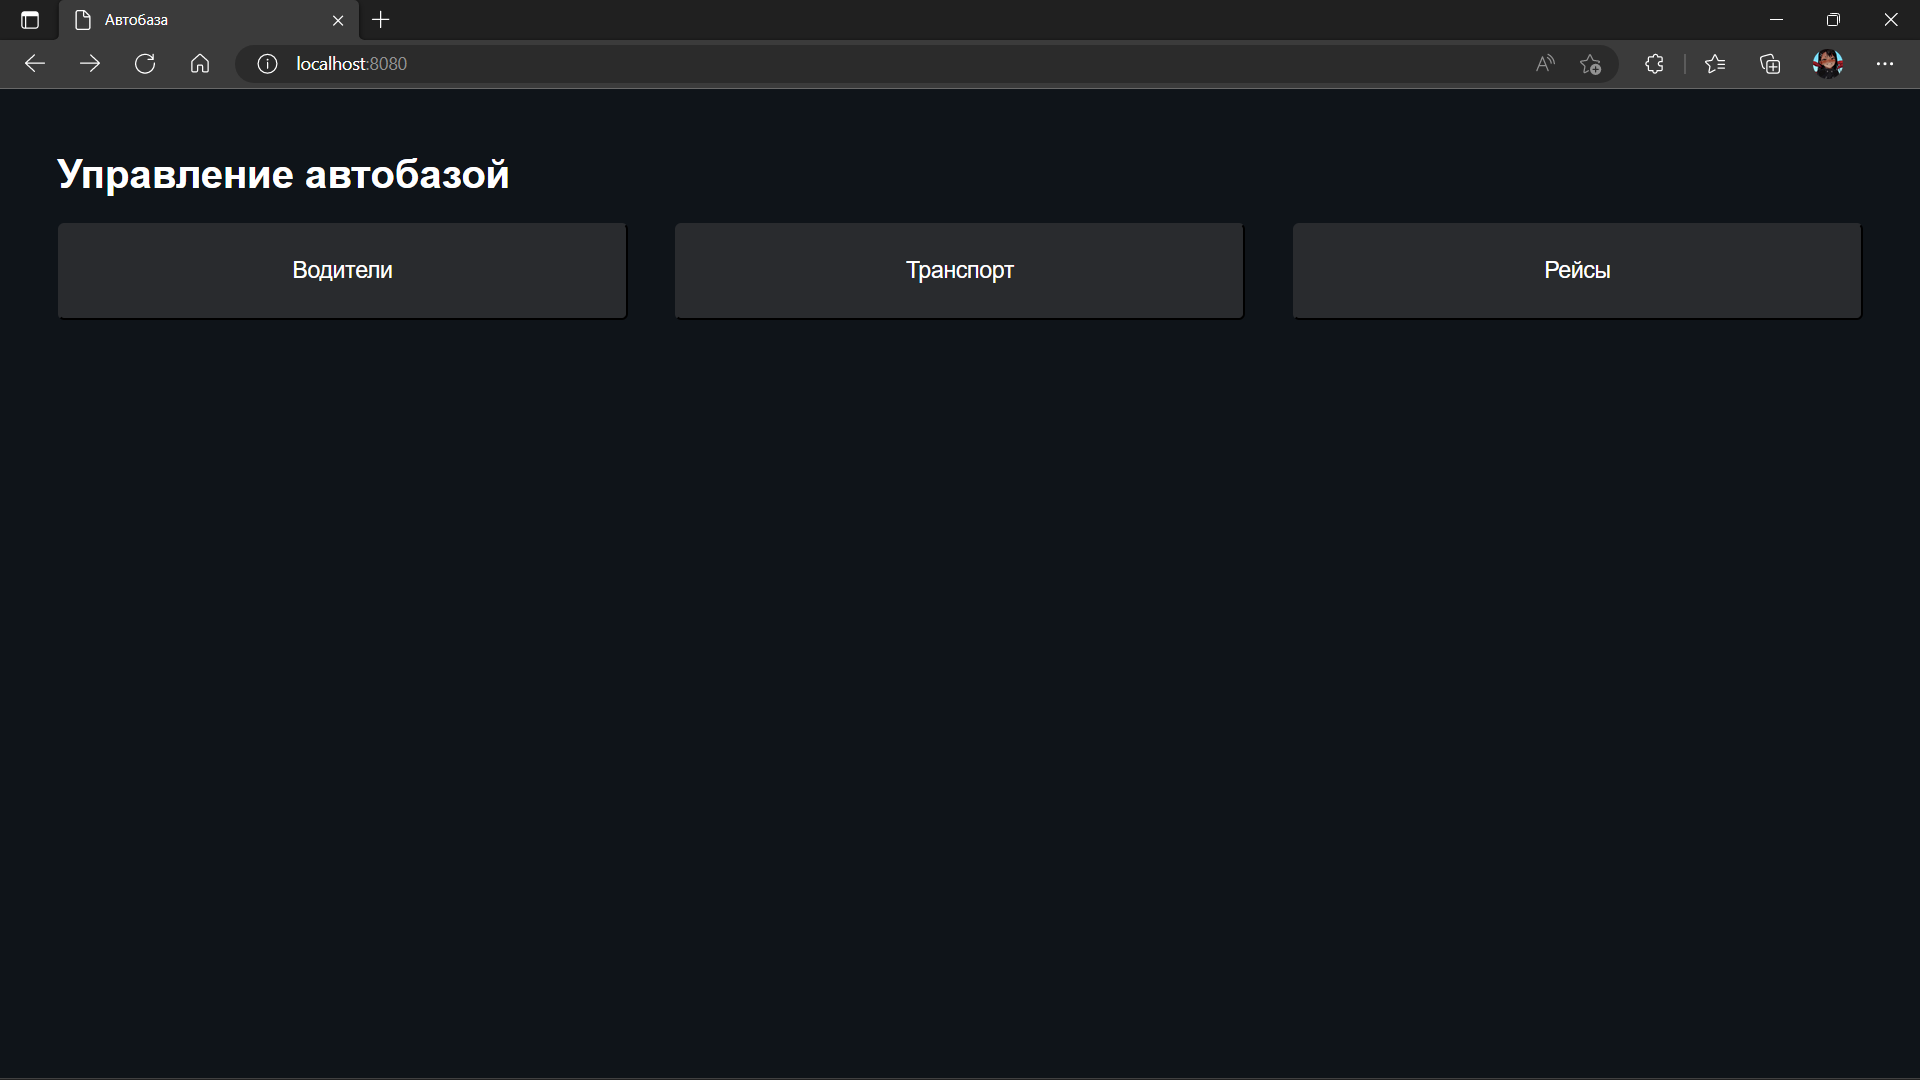 Автобаза
localhost:8080
Управление автобазой
Водители
Транспорт
Рейсы